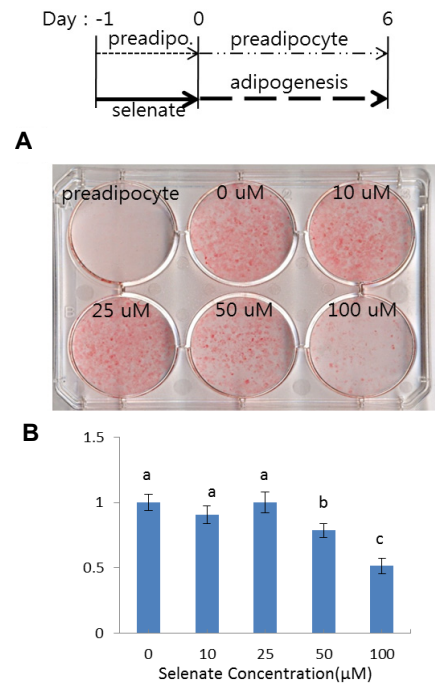 Day : -1 0 6
preadipo. preadipocyte
selenate adipogenesis
A
preadipocyte 0 uM 10 uM
25 uM 50 uM 100 uM
B
1.5
1
0.5
0
a a a b c
0 10 25 50 100
Selenate Concentration(μM)